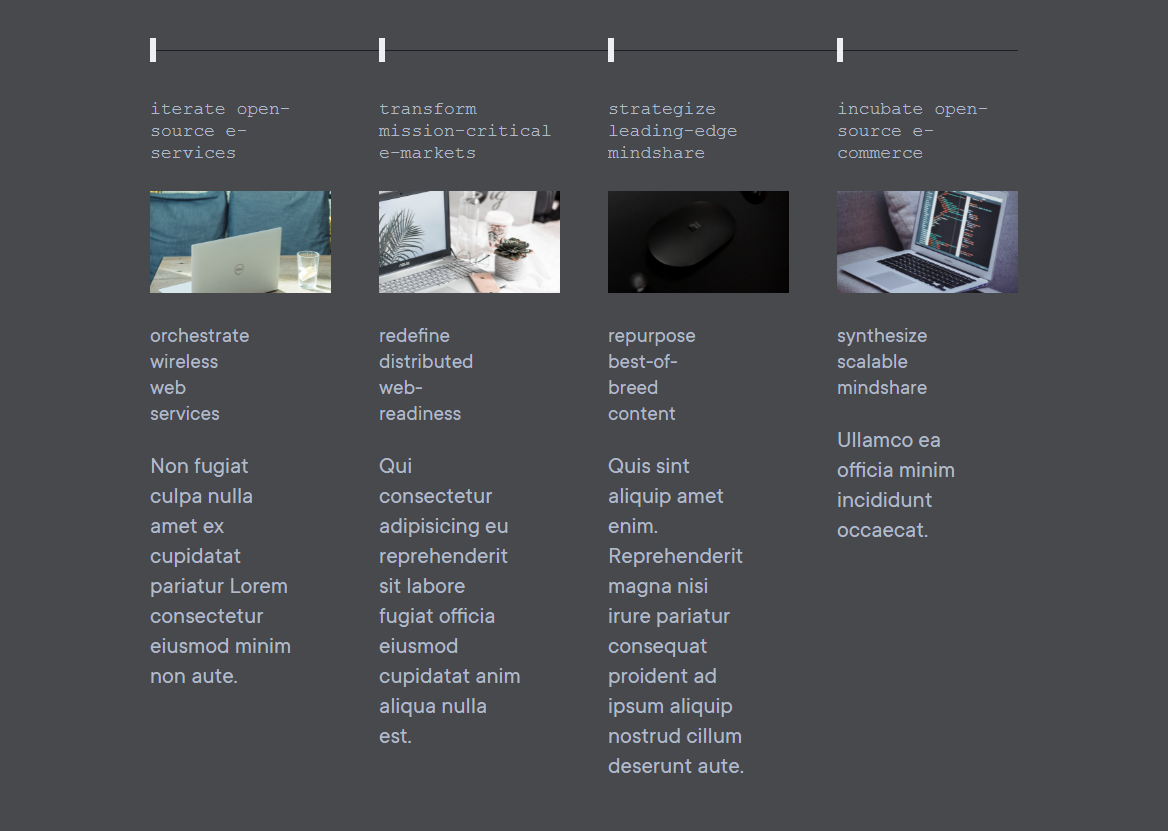 iterate open-
source e-
services
transform
mission-critical
e-markets
strategize
leading-edge
mindshare
incubate open-
source e-
commerce
orchestrate
wireless
web
services
Non fugiat
culpa nulla
amet ex
cupidatat
pariatur Lorem
consectetur
eiusmod minim
non aute.
redefine
distributed
web-
readiness
Qui
consectetur
adipisicing eu
reprehenderit
sit labore
fugiat officia
eiusmod
cupidatat anim
aliqua nulla
est.
repurpose
best-of-
breed
content
Quis sint
aliquip amet
enim.
Reprehenderit
magna nisi
irure pariatur
consequat
proident ad
ipsum aliquip
nostrud cillum
deserunt aute.
synthesize
scalable
mindshare
Ullamco ea
officia minim
incididunt
occaecat.